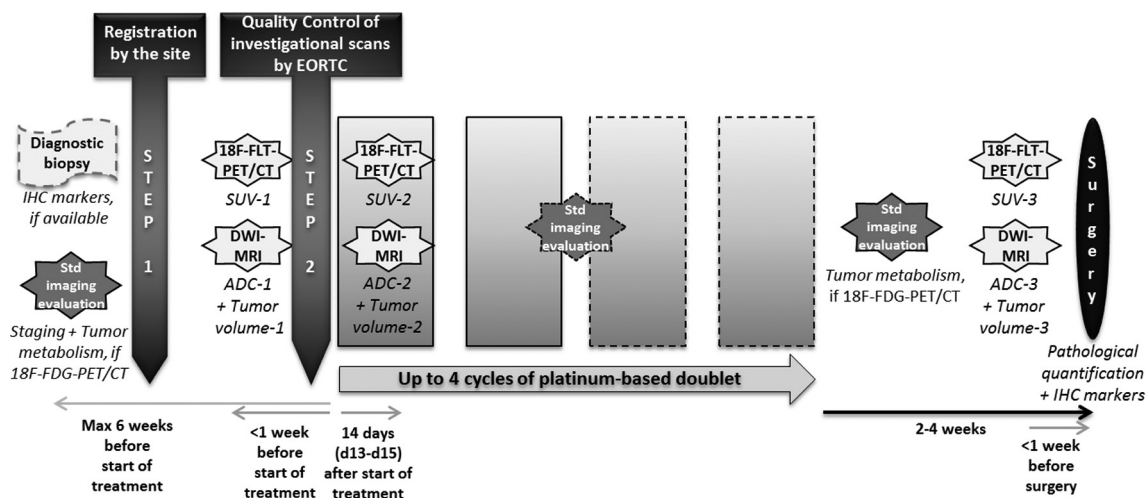 Registration
by the site
Quality Control of
investigational scans
by EORTC
Diagnostic
biopsy
IHC markers,
if available
Std
imaging
evaluation
Staging + Tumor
metabolism, if
18F-FDG-PET/CT
STEP 1
18F-FLT-
PET/CT
SUV-1
DWI-
MRI
ADC-1
+ Tumor
volume-1
STEP 2
18F-FLT-
PET/CT
SUV-2
DWI-
MRI
ADC-2
+ Tumor
volume-2
Std
imaging
evaluation
Std
imaging
evaluation
Tumor metabolism,
if 18F-FDG-PET/CT
18F-FLT-
PET/CT
SUV-3
DWI-
MRI
ADC-3
+ Tumor
volume-3
Surgery
Pathological
quantification
+ IHC markers
Up to 4 cycles of platinum-based doublet
Max 6 weeks
before
start of
treatment
<1 week
before
start of
treatment
14 days
(d13-d15)
after start of
treatment
2-4 weeks
<1 week
before
surgery